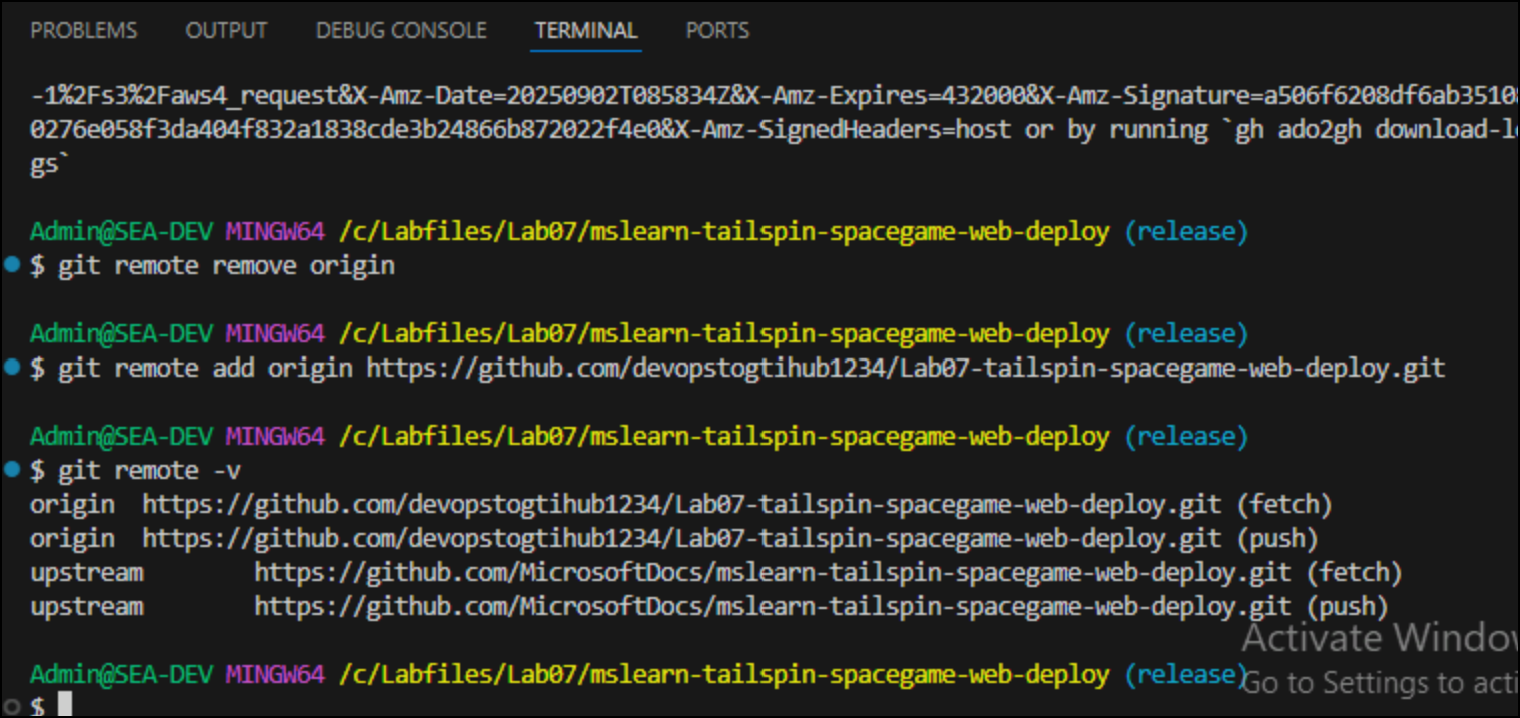 PROBLEMS OUTPUT DEBUG CONSOLE TERMINAL PORTS
-1%2Fs3%2Faws4_request&X-Amz-Date=20250902T085834Z&X-Amz-Expires=432000&X-Amz-Signature=a506f6208df6ab3510
0276e058f3da404f832a1838cde3b24866b872022f4e0&X-Amz-SignedHeaders=host or by running `gh ado2gh download-l
gs`
Admin@SEA-DEV MINGW64 /c/Labfiles/Lab07/mslearn-tailspin-spacegame-web-deploy (release)
$ git remote remove origin
Admin@SEA-DEV MINGW64 /c/Labfiles/Lab07/mslearn-tailspin-spacegame-web-deploy (release)
$ git remote add origin https://github.com/devopstogtihub1234/Lab07-tailspin-spacegame-web-deploy.git
Admin@SEA-DEV MINGW64 /c/Labfiles/Lab07/mslearn-tailspin-spacegame-web-deploy (release)
$ git remote -v
origin https://github.com/devopstogtihub1234/Lab07-tailspin-spacegame-web-deploy.git (fetch)
origin https://github.com/devopstogtihub1234/Lab07-tailspin-spacegame-web-deploy.git (push)
upstream https://github.com/MicrosoftDocs/mslearn-tailspin-spacegame-web-deploy.git (fetch)
upstream https://github.com/MicrosoftDocs/mslearn-tailspin-spacegame-web-deploy.git (push)
Activate Window
Admin@SEA-DEV MINGW64 /c/Labfiles/Lab07/mslearn-tailspin-spacegame-web-deploy (release)
Go to Settings to acti
$